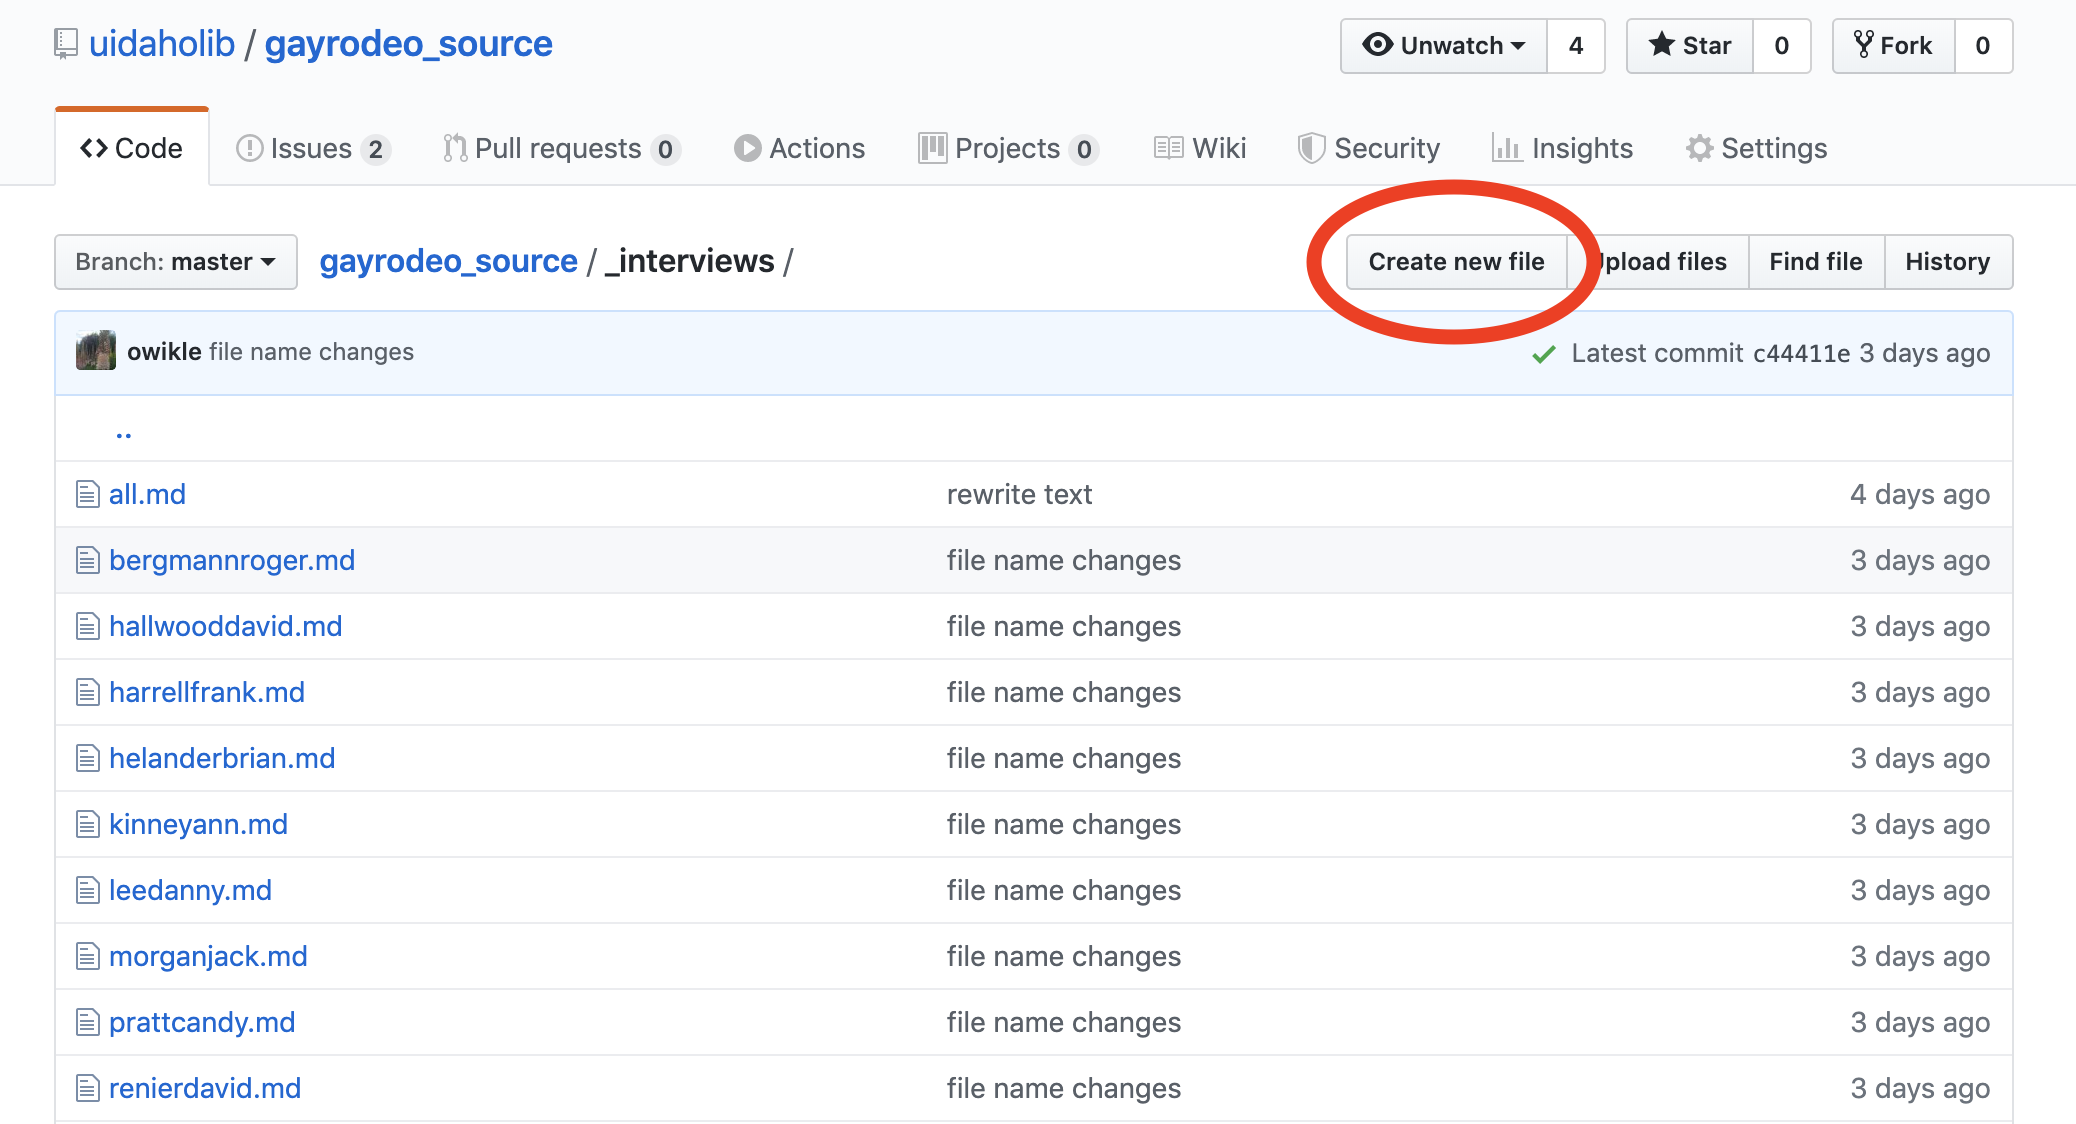 uidaholib / gayrodeo_source
Unwatch 4 Star 0 Fork 0
Code Issues 2 Pull requests 0 Actions Projects 0 Wiki Security Insights Settings
Branch: master gayrodeo_source / _interviews / Create new file Upload files Find file History
owikle file name changes Latest commit c44411e 3 days ago
..
all.md rewrite text 4 days ago
bergmannroger.md file name changes 3 days ago
hallwooddavid.md file name changes 3 days ago
harrellfrank.md file name changes 3 days ago
helanderbrian.md file name changes 3 days ago
kinneyann.md file name changes 3 days ago
leedanny.md file name changes 3 days ago
morganjack.md file name changes 3 days ago
prattcandy.md file name changes 3 days ago
renierdavid.md file name changes 3 days ago